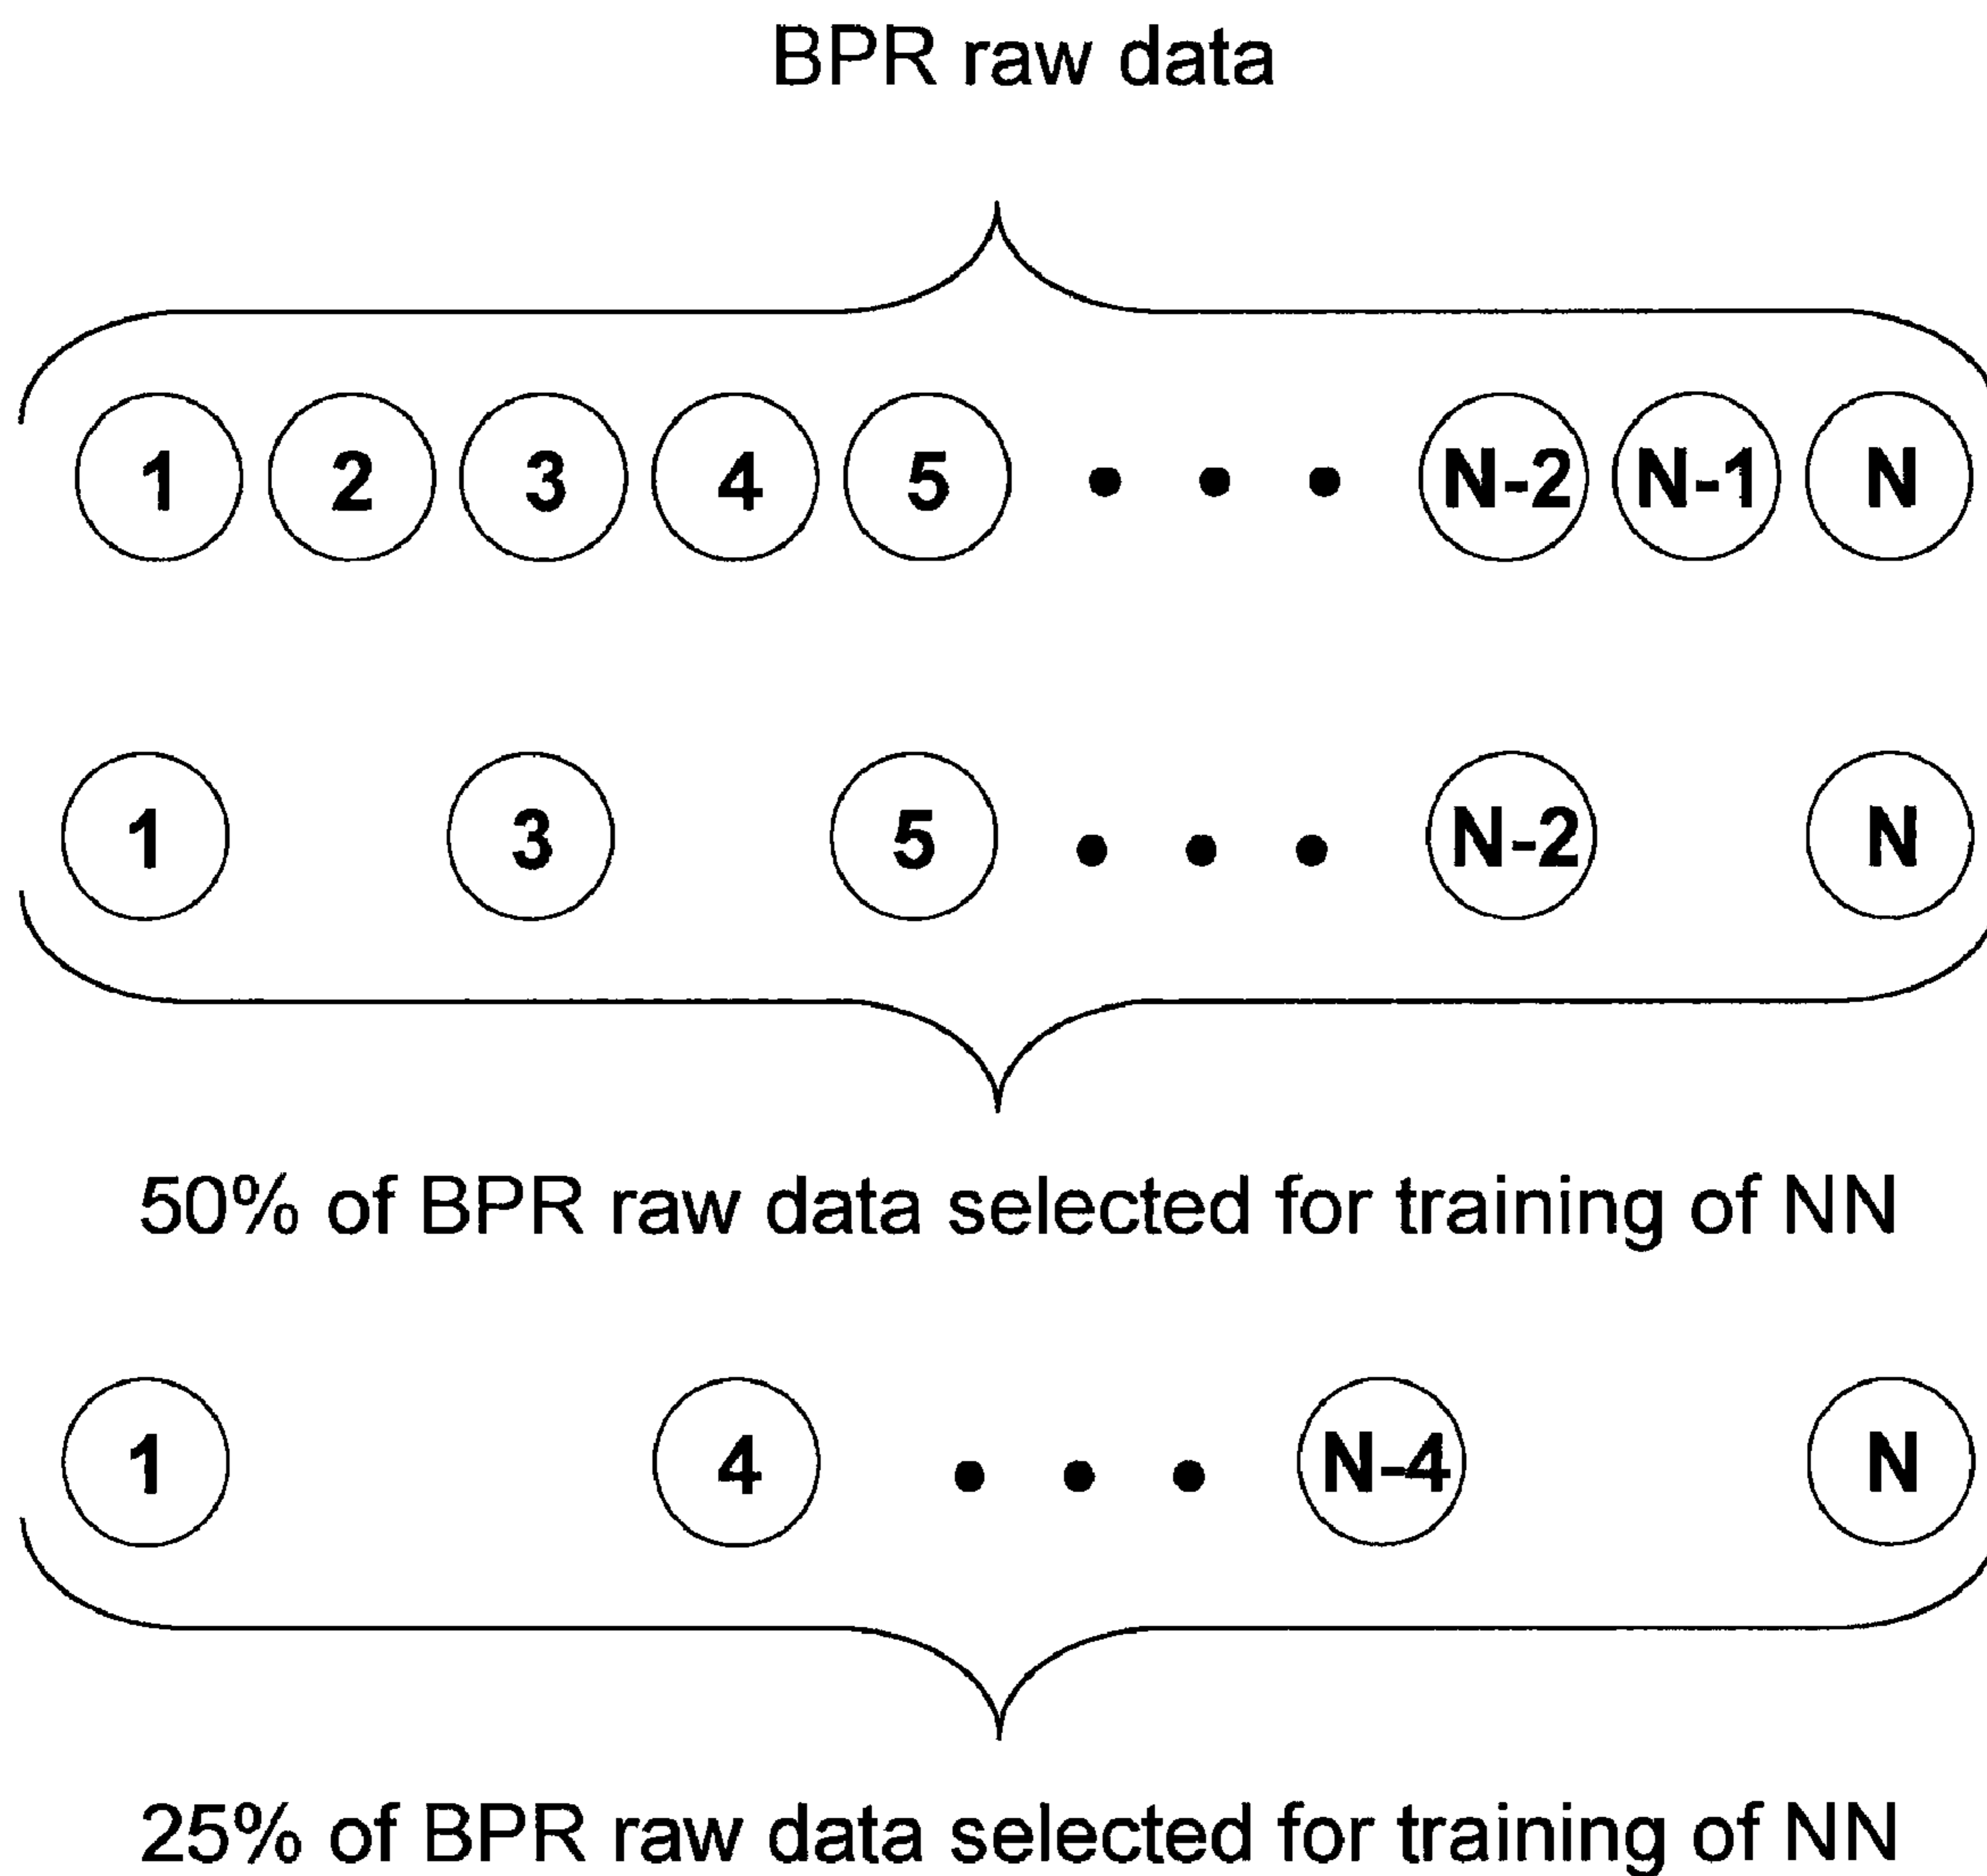 BPR raw data
1 2 3 4 5 • • • N-2 N-1 N
1 3 5 • • • N-2 N
50% of BPR raw data selected for training of NN
1 4 • • • N-4 N
25% of BPR raw data selected for training of NN